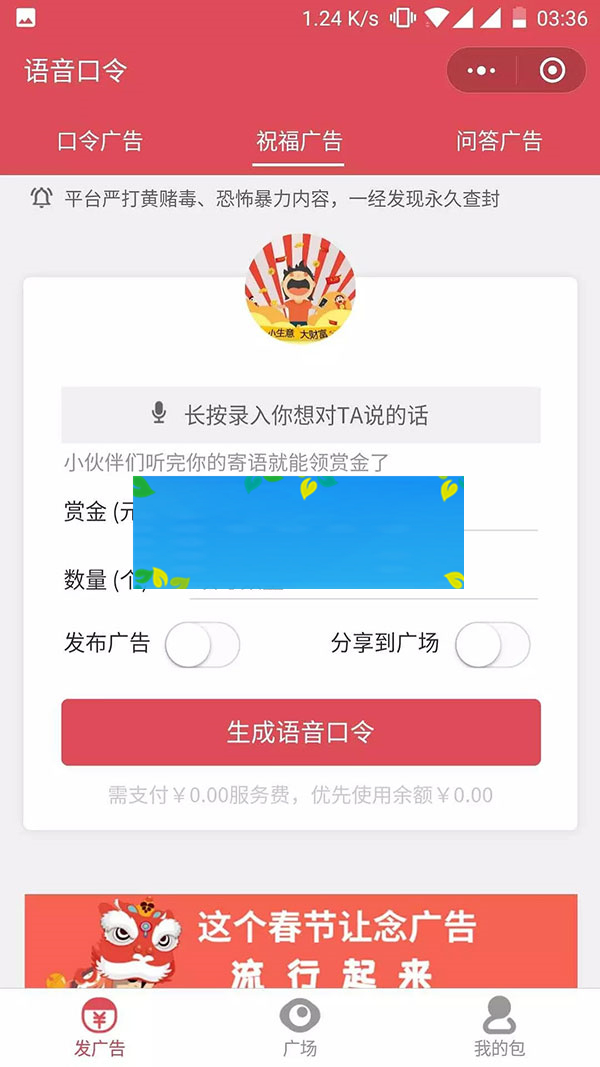 1.24 K/s 03:36
语音口令
口令广告 祝福广告 问答广告
平台严打黄赌毒、恐怖暴力内容，一经发现永久查封
小生意 大财富
长按录入你想对TA说的话
小伙伴们听完你的寄语就能领赏金了
赏金 (元
数量 (个)
发布广告 分享到广场
生成语音口令
需支付￥0.00服务费，优先使用余额￥0.00
这个春节让念广告
流行起来
发广告 广场 我的包